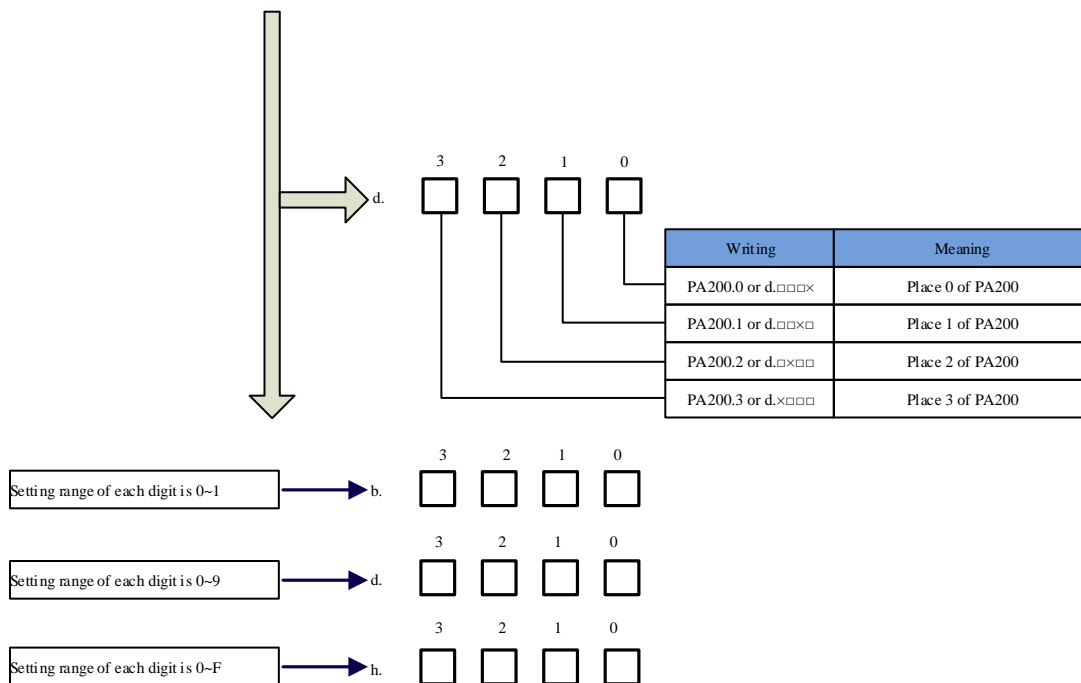 3 2 1 0
d.
Writing Meaning
PA200.0 or d.□□□× Place 0 of PA200
PA200.1 or d.□□×□ Place 1 of PA200
PA200.2 or d.□×□□ Place 2 of PA200
PA200.3 or d.×□□□ Place 3 of PA200
3 2 1 0
Setting range of each digit is 0~1 b.
3 2 1 0
Setting range of each digit is 0~9 d.
3 2 1 0
Setting range of each digit is 0~F h.